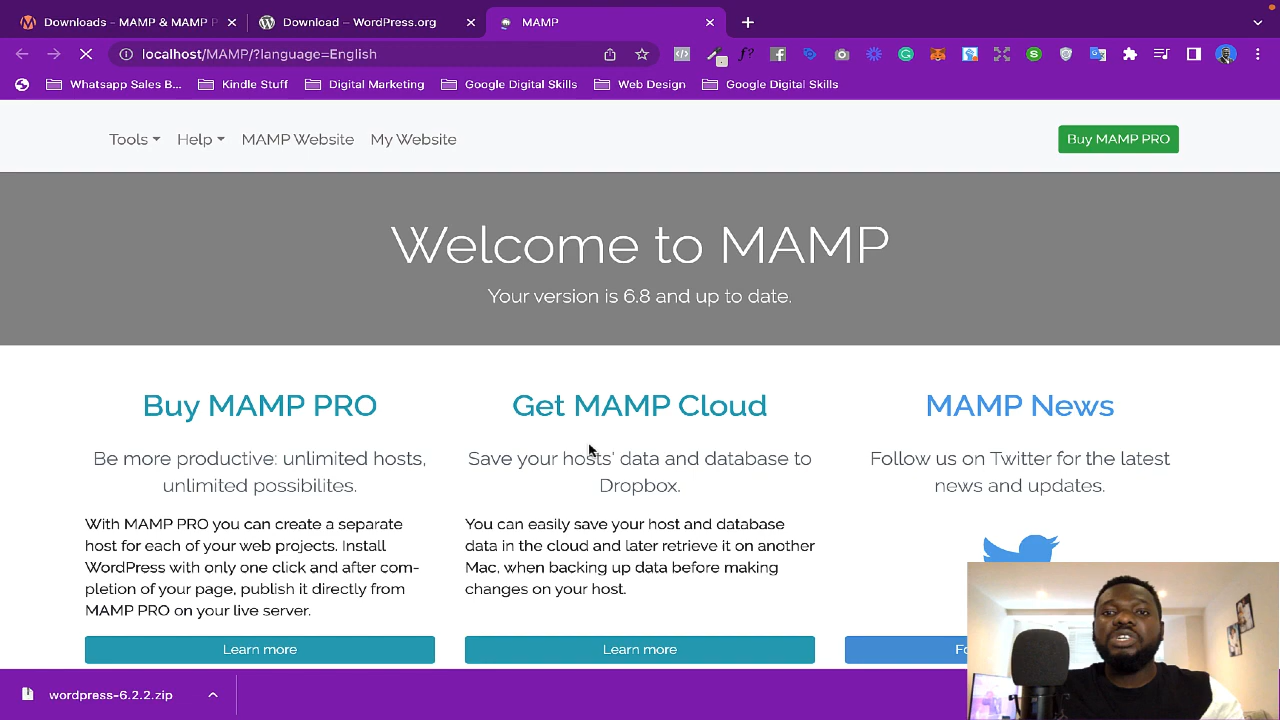 Downloads - MAMP & MAMP P
Download – WordPress.org
MAMP
localhost/MAMP/?language=English
Whatsapp Sales B...
Kindle Stuff
Digital Marketing
Google Digital Skills
Web Design
Google Digital Skills
Tools
Help
MAMP Website
My Website
Buy MAMP PRO
Welcome to MAMP
Your version is 6.8 and up to date.
Buy MAMP PRO
Be more productive: unlimited hosts,
unlimited possibilites.
With MAMP PRO you can create a separate
host for each of your web projects. Install
WordPress with only one click and after com-
pletion of your page, publish it directly from
MAMP PRO on your live server.
Learn more
Get MAMP Cloud
Save your hosts' data and database to
Dropbox.
You can easily save your host and database
data in the cloud and later retrieve it on another
Mac, when backing up data before making
changes on your host.
Learn more
MAMP News
Follow us on Twitter for the latest
news and updates.
wordpress-6.2.2.zip